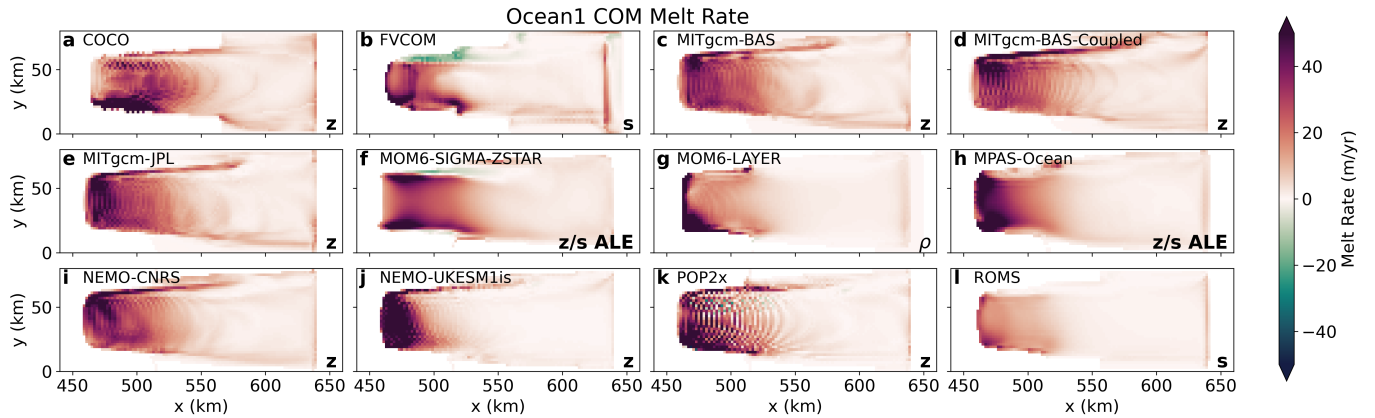 Ocean1 COM Melt Rate
a COCO
b FVCOM
c MITgcm-BAS
d MITgcm-BAS-Coupled
y (km)
50
0
z
s
z
z
e MITgcm-JPL
f MOM6-SIGMA-ZSTAR
g MOM6-LAYER
h MPAS-Ocean
y (km)
50
0
z
z/s ALE
ρ
z/s ALE
i NEMO-CNRS
j NEMO-UKESM1is
k POP2x
l ROMS
y (km)
50
0
z
z
z
s
450 500 550 600 650
450 500 550 600 650
450 500 550 600 650
450 500 550 600 650
x (km)
x (km)
x (km)
x (km)
40
20
0
−20
−40
Melt Rate (m/yr)